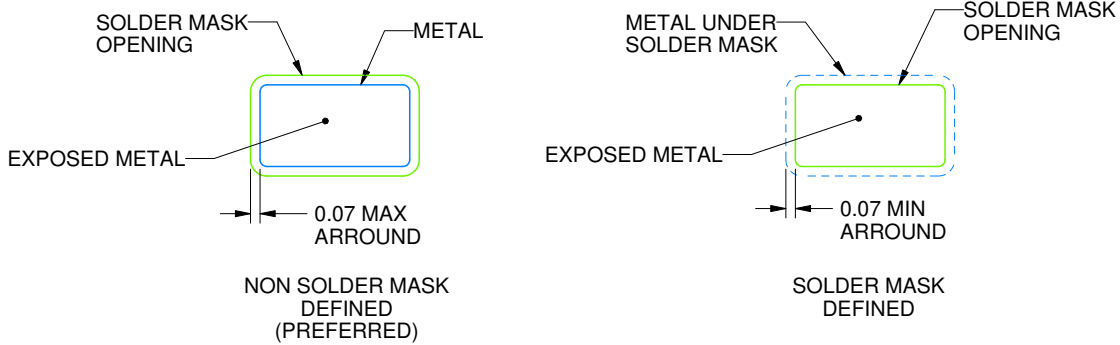 SOLDER MASK
OPENING
METAL
EXPOSED METAL
0.07 MAX
ARROUND
NON SOLDER MASK
DEFINED
(PREFERRED)
METAL UNDER
SOLDER MASK
SOLDER MASK
OPENING
EXPOSED METAL
0.07 MIN
ARROUND
SOLDER MASK
DEFINED